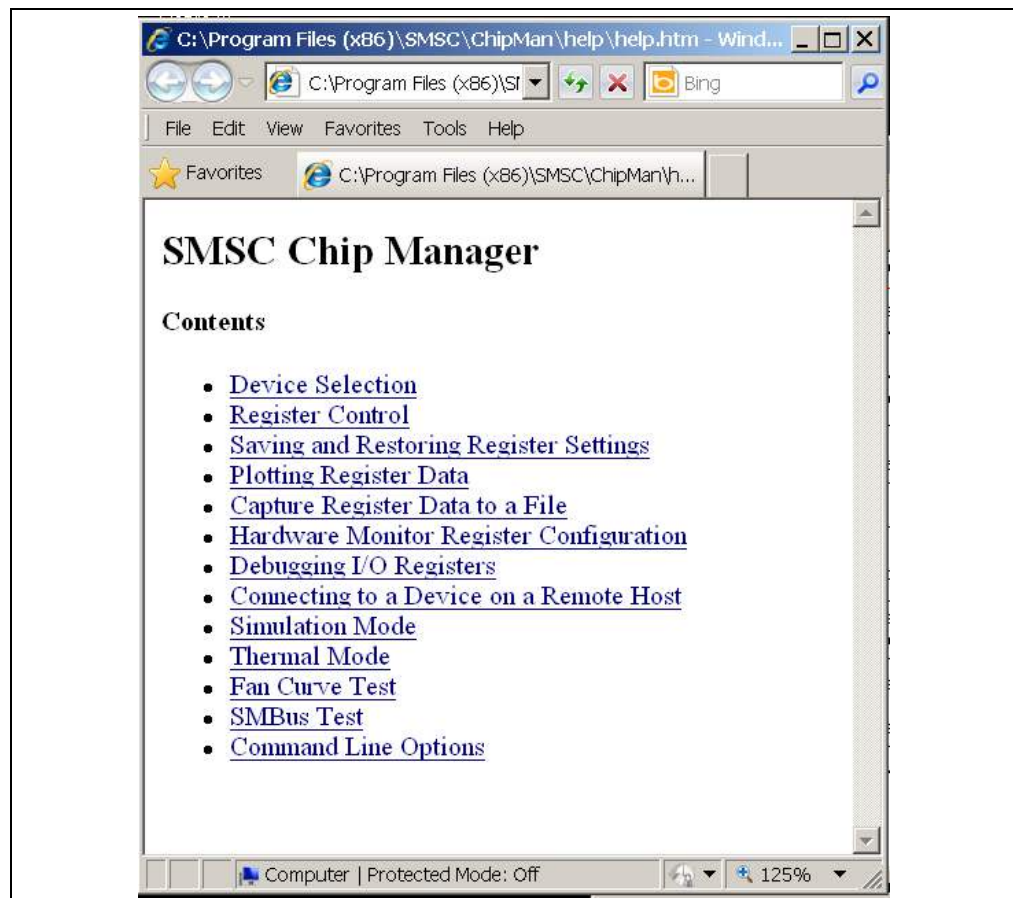 C:\Program Files (x86)\SMSC\ChipMan\help\help.htm - Wind...
C:\Program Files (x86)\SI
Bing
File Edit View Favorites Tools Help
Favorites
C:\Program Files (x86)\SMSC\ChipMan\h...
SMSC Chip Manager
Contents
• Device Selection
• Register Control
• Saving and Restoring Register Settings
• Plotting Register Data
• Capture Register Data to a File
• Hardware Monitor Register Configuration
• Debugging I/O Registers
• Connecting to a Device on a Remote Host
• Simulation Mode
• Thermal Mode
• Fan Curve Test
• SMBus Test
• Command Line Options
Computer | Protected Mode: Off
125%